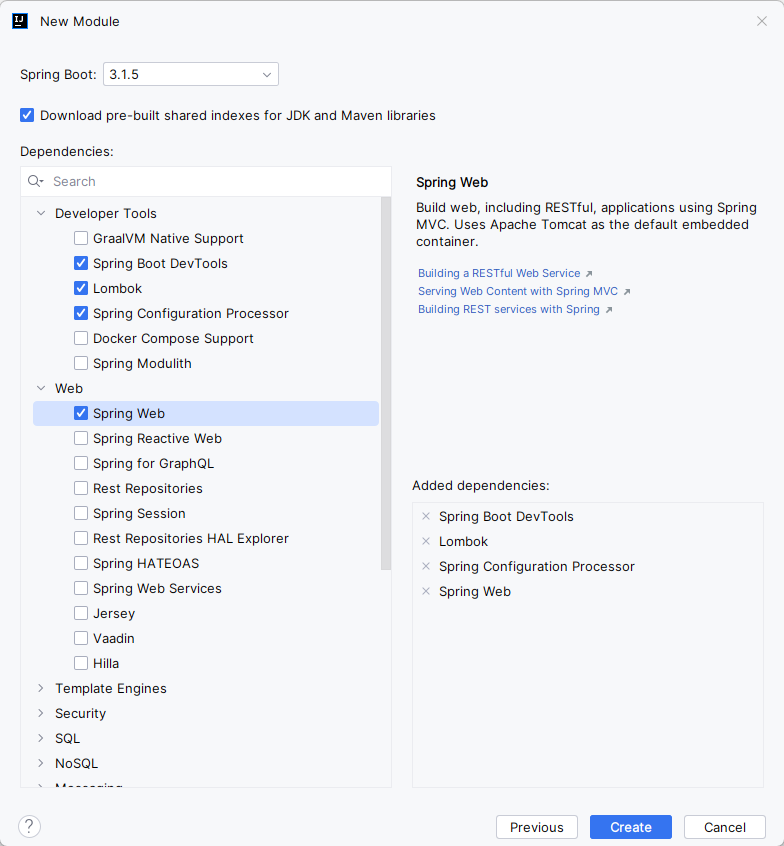 New Module
Spring Boot: 3.1.5
Download pre-built shared indexes for JDK and Maven libraries
Dependencies:
Search
Developer Tools
GraalVM Native Support
Spring Boot DevTools
Lombok
Spring Configuration Processor
Docker Compose Support
Spring Modulith
Web
Spring Web
Spring Reactive Web
Spring for GraphQL
Rest Repositories
Spring Session
Rest Repositories HAL Explorer
Spring HATEOAS
Spring Web Services
Jersey
Vaadin
Hilla
Template Engines
Security
SQL
NoSQL
Messaging
Spring Web
Build web, including RESTful, applications using Spring
MVC. Uses Apache Tomcat as the default embedded
container.
Building a RESTful Web Service
Serving Web Content with Spring MVC
Building REST services with Spring
Added dependencies:
Spring Boot DevTools
Lombok
Spring Configuration Processor
Spring Web
?
Previous
Create
Cancel